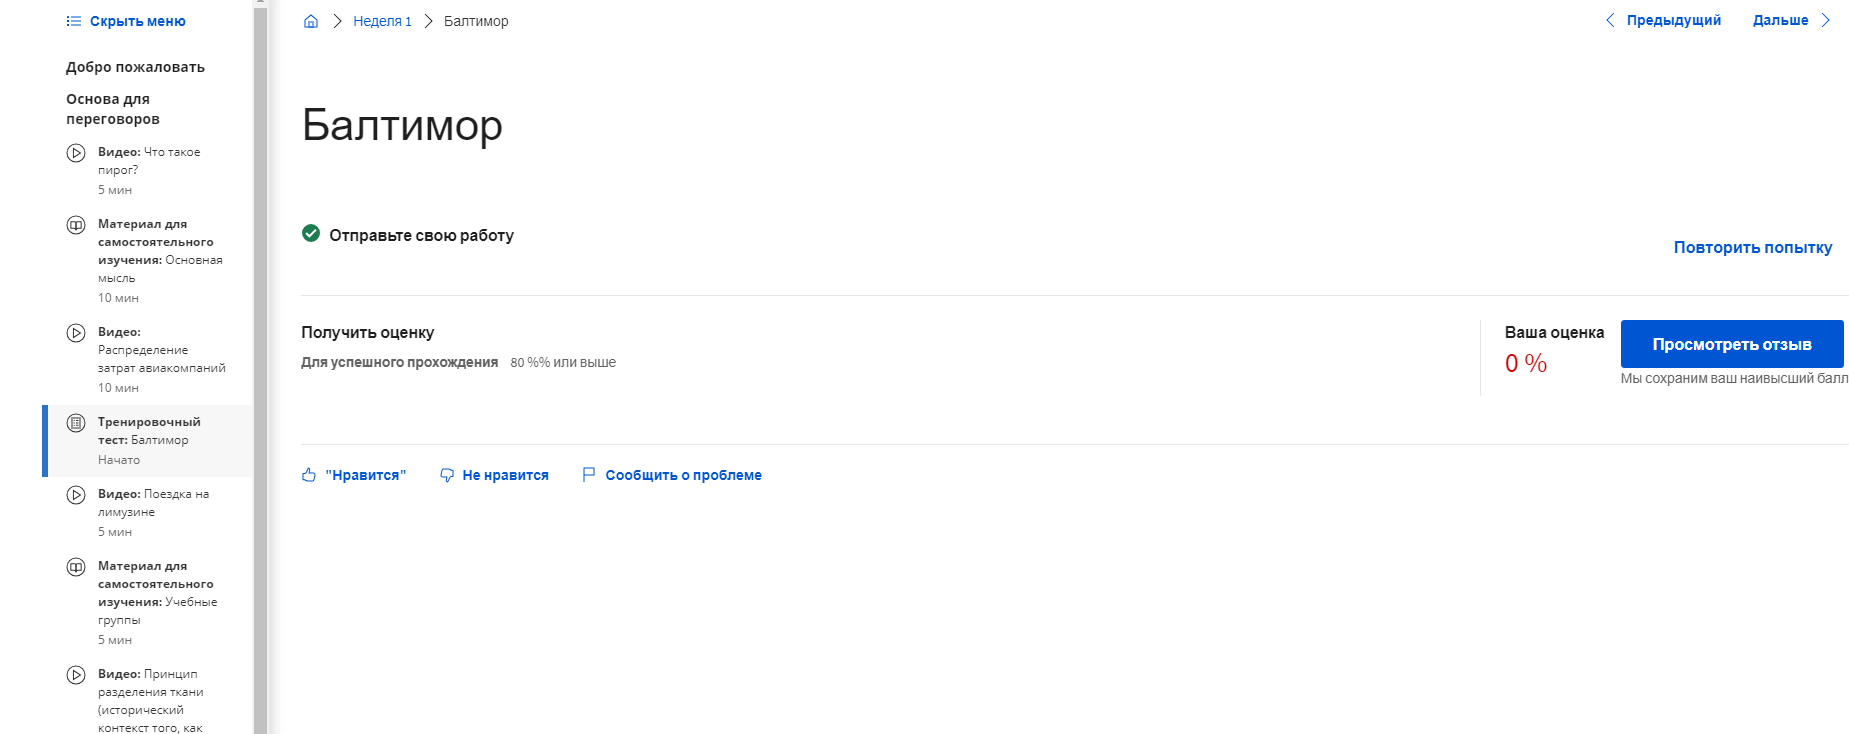 Скрыть меню
Добро пожаловать
Основа для
переговоров
Видео: Что такое
пирог?
5 мин
Материал для
самостоятельного
изучения: Основная
мысль
10 мин
Видео:
Распределение
затрат авиакомпаний
10 мин
Тренировочный
тест: Балтимор
Начато
Видео: Поездка на
лимузине
5 мин
Материал для
самостоятельного
изучения: Учебные
группы
5 мин
Видео: Принцип
разделения ткани
(исторический
контекст того, как
Неделя 1 Балтимор
Предыдущий Дальше
Балтимор
Отправьте свою работу
Повторить попытку
Получить оценку
Для успешного прохождения 80 %% или выше
Ваша оценка
0 %
Просмотреть отзыв
Мы сохраним ваш наивысший балл
"Нравится" Не нравится Сообщить о проблеме